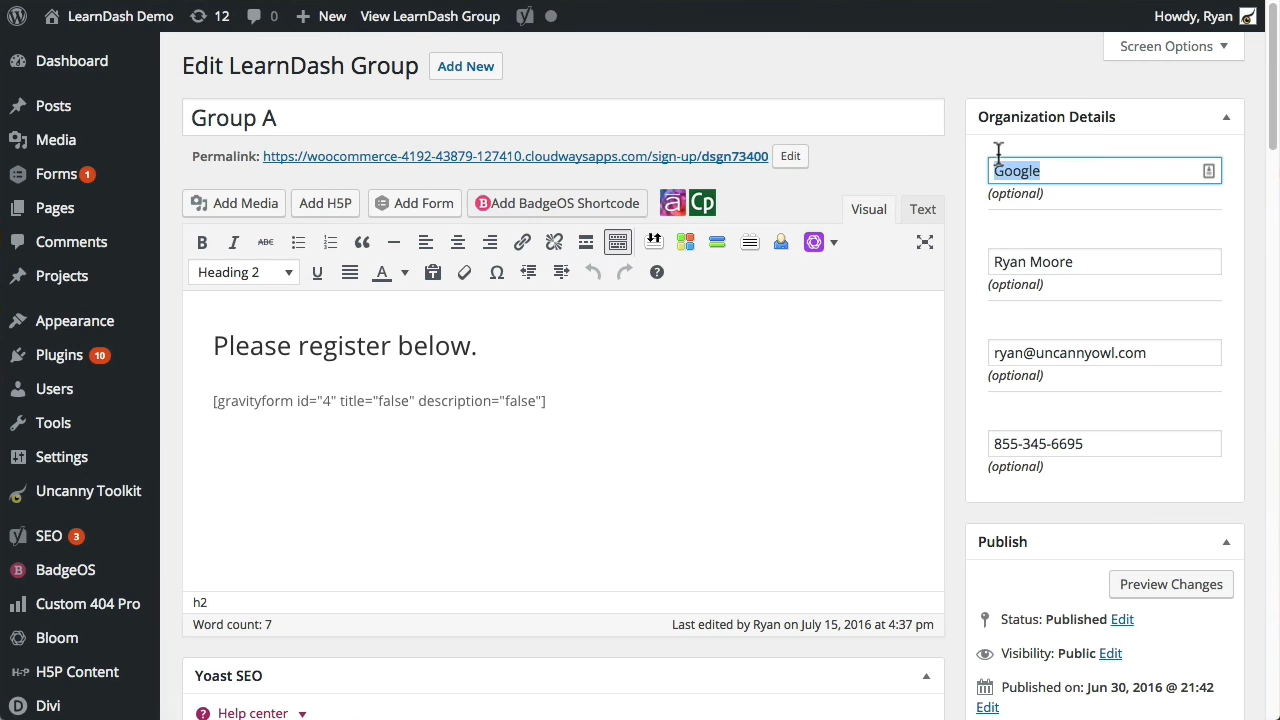 LearnDash Demo 12 0 New View LearnDash Group Howdy, Ryan
Screen Options
Dashboard
Posts
Media
Forms 1
Pages
Comments
Projects
Appearance
Plugins 10
Users
Tools
Settings
Uncanny Toolkit
SEO 3
BadgeOS
Custom 404 Pro
Bloom
H-P H5P Content
Divi
Edit LearnDash Group Add New
Group A
Permalink: https://woocommerce-4192-43879-127410.cloudwaysapps.com/sign-up/dsgn73400 Edit
Add Media Add H5P Add Form BAdd BadgeOS Shortcode a Cp Visual Text
B I ABC
Heading 2 U A Ω ?
Please register below.
[gravityform id="4" title="false" description="false"]
h2
Word count: 7 Last edited by Ryan on July 15, 2016 at 4:37 pm
Yoast SEO
? Help center
Organization Details
Google
(optional)
Ryan Moore
(optional)
ryan@uncannyowl.com
(optional)
855-345-6695
(optional)
Publish
Preview Changes
Status: Published Edit
Visibility: Public Edit
Published on: Jun 30, 2016 @ 21:42
Edit